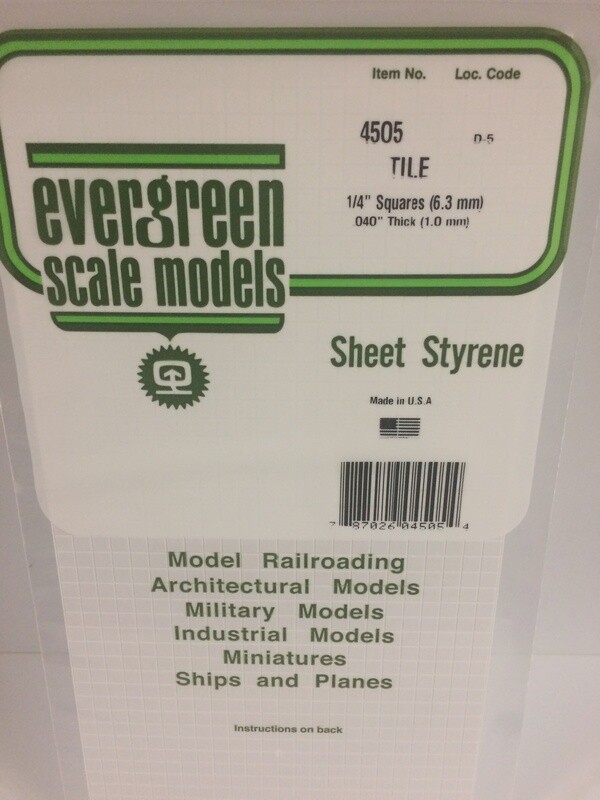 Item No. Loc. Code
4505 D-5
TILE
1/4" Squares (6.3 mm)
.040" Thick (1.0 mm)
evergreen
scale models
Sheet Styrene
Made in U.S.A
7 87026 04505 4
Model Railroading
Architectural Models
Military Models
Industrial Models
Miniatures
Ships and Planes
Instructions on back